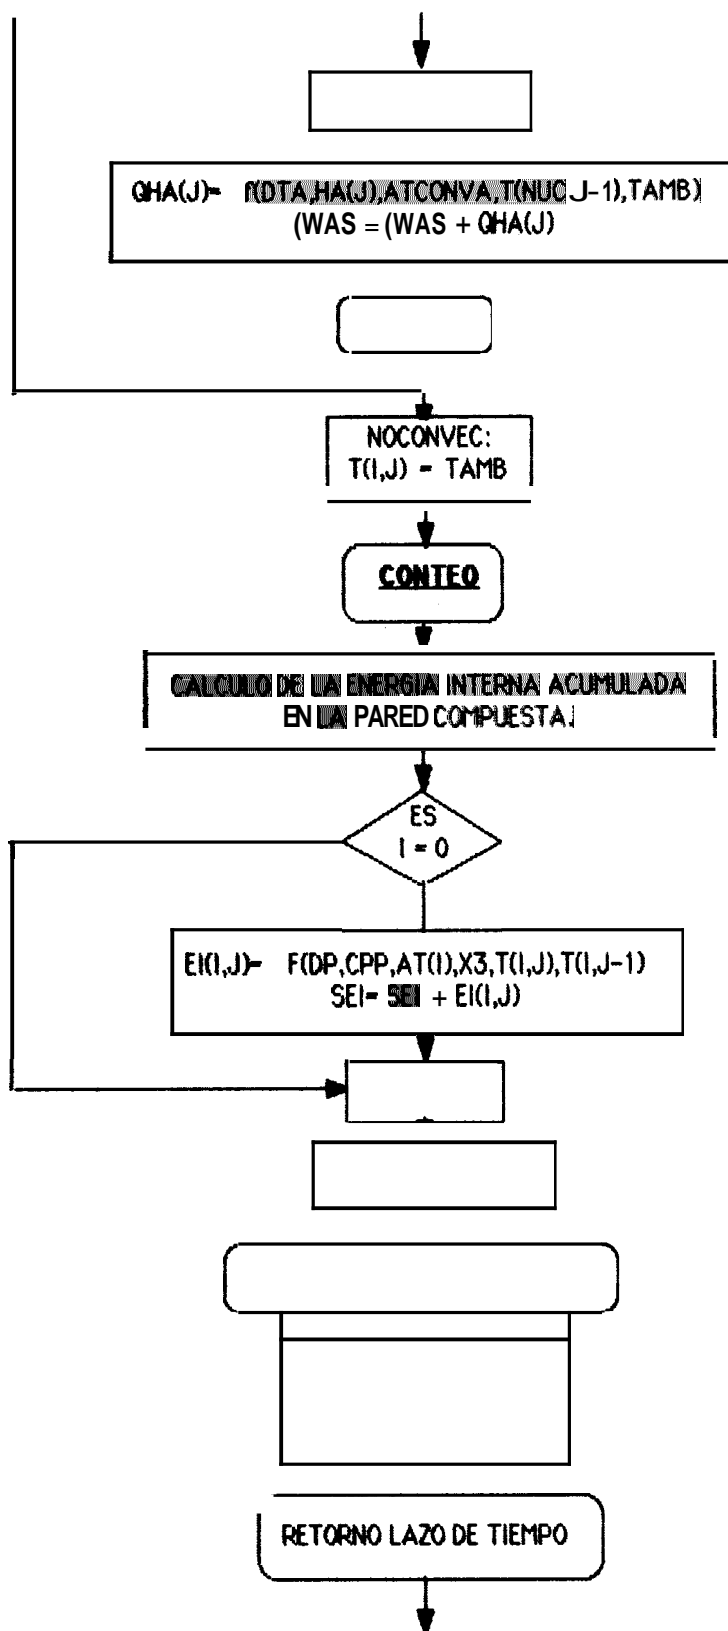 QHA(J)= f(DTA,HA(J),ATCONVA,T(NUC,J-1),TAMB)
(WAS = (WAS + QHA(J)
NOCONVEC:
T(I,J) = TAMB
CONTEQ
CALCULO DE LA ENERGIA INTERNA ACUMULADA
EN LA PARED COMPUESTA.
ES
I = 0
EI(I,J)= F(DP,CPP,AT(I),X3,T(I,J),T(I,J-1)
SEI= SEI + EI(I,J)
RETORNO LAZO DE TIEMPO